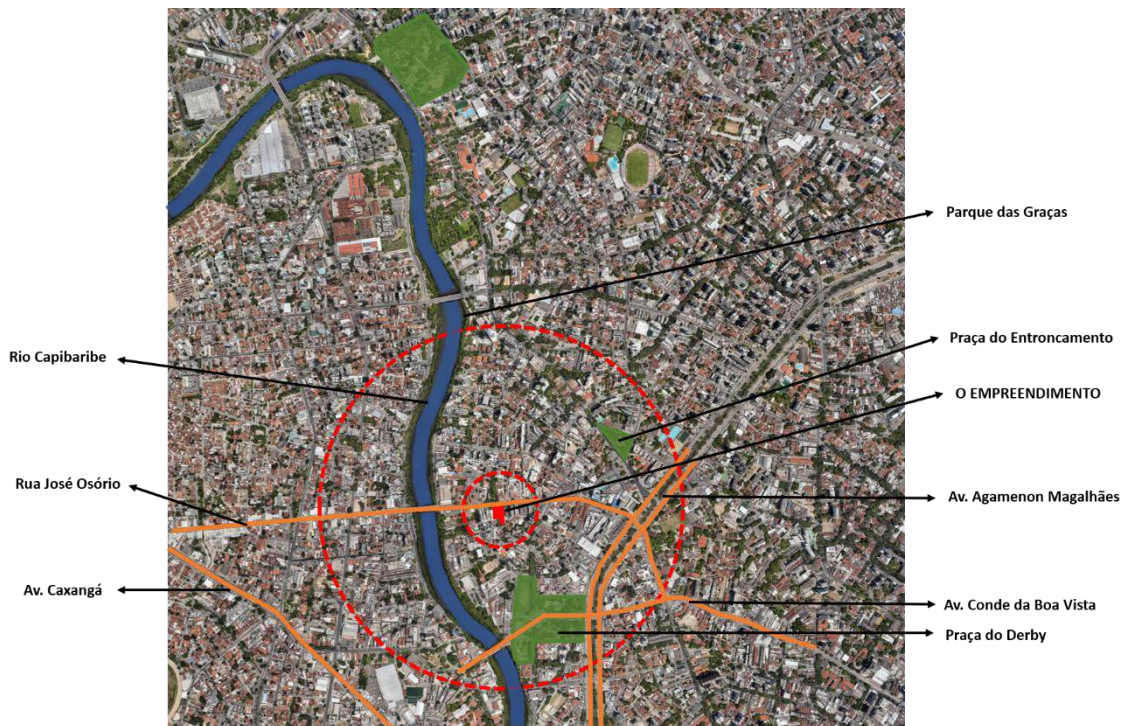 Parque das Graças
Praça do Entroncamento
Rio Capibaribe
O EMPREENDIMENTO
Rua José Osório
Av. Agamenon Magalhães
Av. Caxangá
Av. Conde da Boa Vista
Praça do Derby